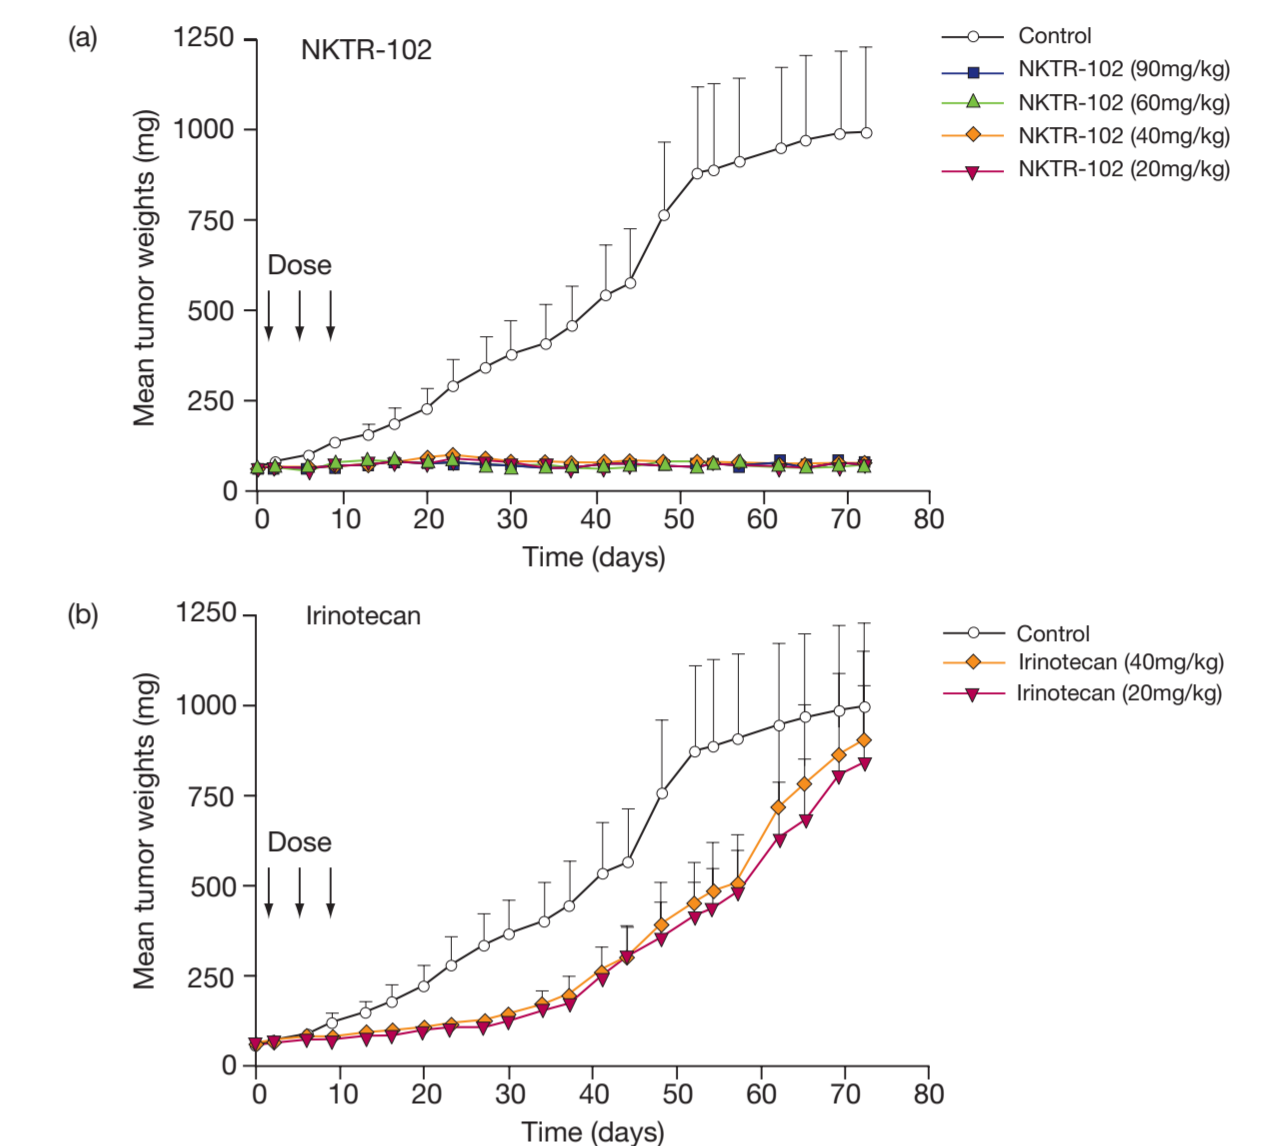 (a)
NKTR-102
1250
1000
750
500
250
0
Mean tumor weights (mg)
Dose
0 10 20 30 40 50 60 70 80
Time (days)
Control
NKTR-102 (90mg/kg)
NKTR-102 (60mg/kg)
NKTR-102 (40mg/kg)
NKTR-102 (20mg/kg)
(b)
Irinotecan
1250
1000
750
500
250
0
Mean tumor weights (mg)
Dose
0 10 20 30 40 50 60 70 80
Time (days)
Control
Irinotecan (40mg/kg)
Irinotecan (20mg/kg)